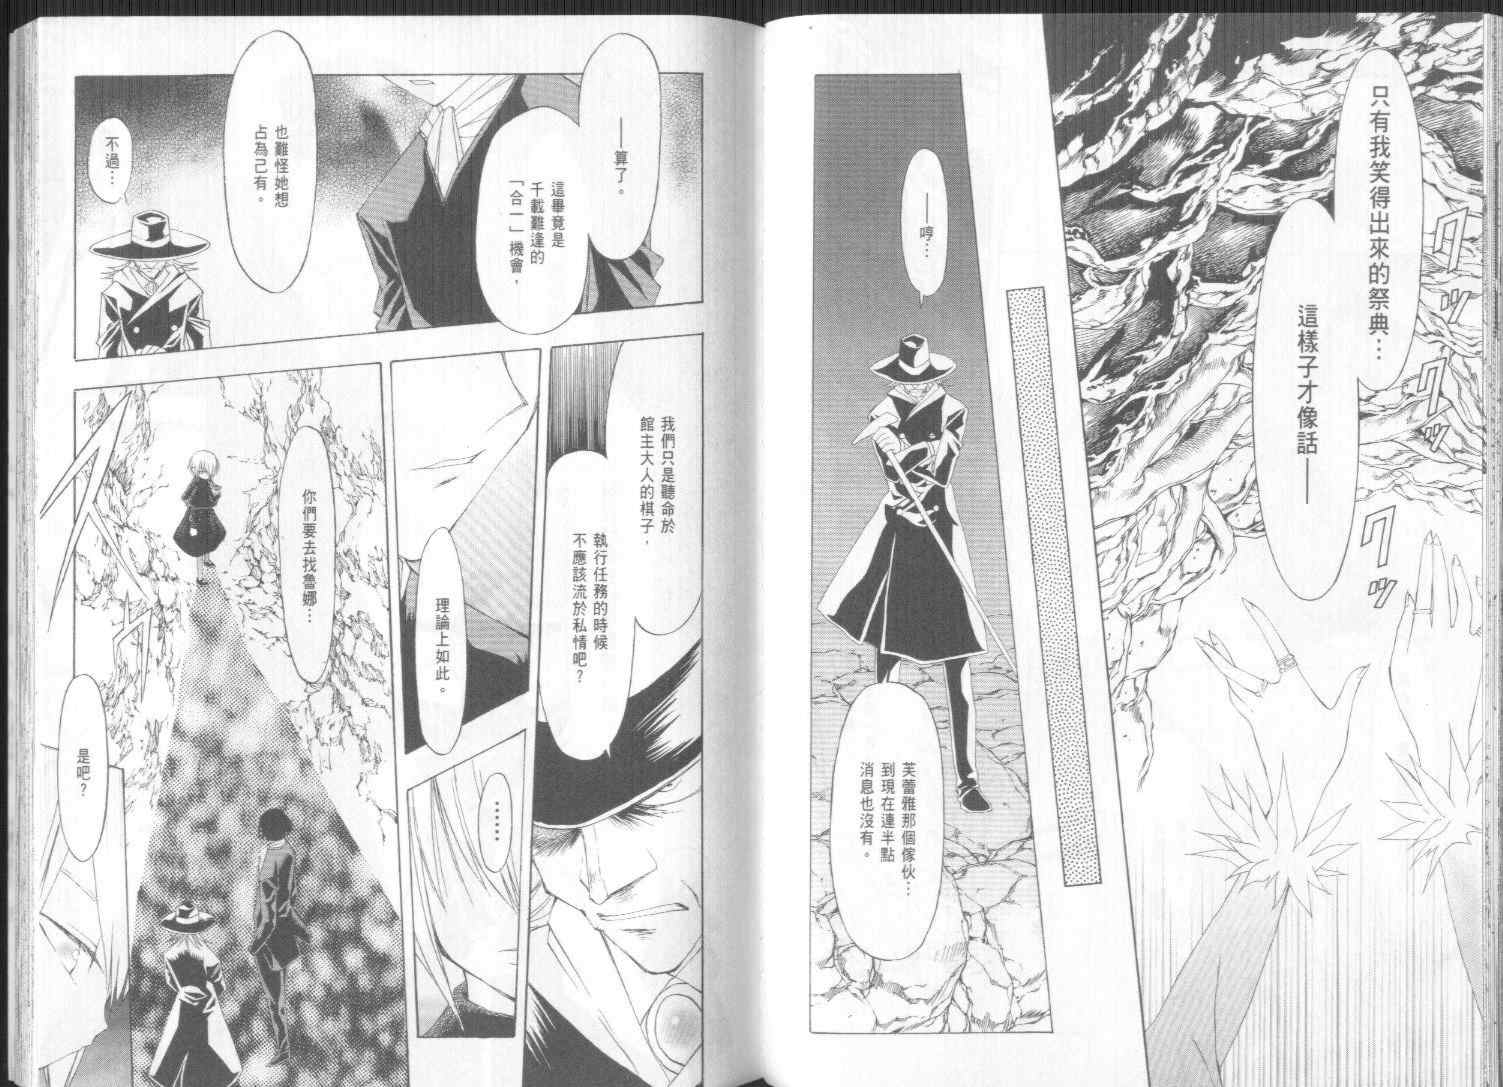 只有我笑得出來的祭典…
這樣子才像話——
クッ
クッ
クッ
——哼…
芙蕾雅那個傢伙…
到現在連半點
消息也沒有。
——算了。
這畢竟是
千載難逢的
「合一」機會，
也難怪她想
占為己有。
不過…
我們只是聽命於
館主大人的棋子，
執行任務的時候
不應該流於私情吧？
理論上如此。
……
你們要去找魯娜…
是吧？